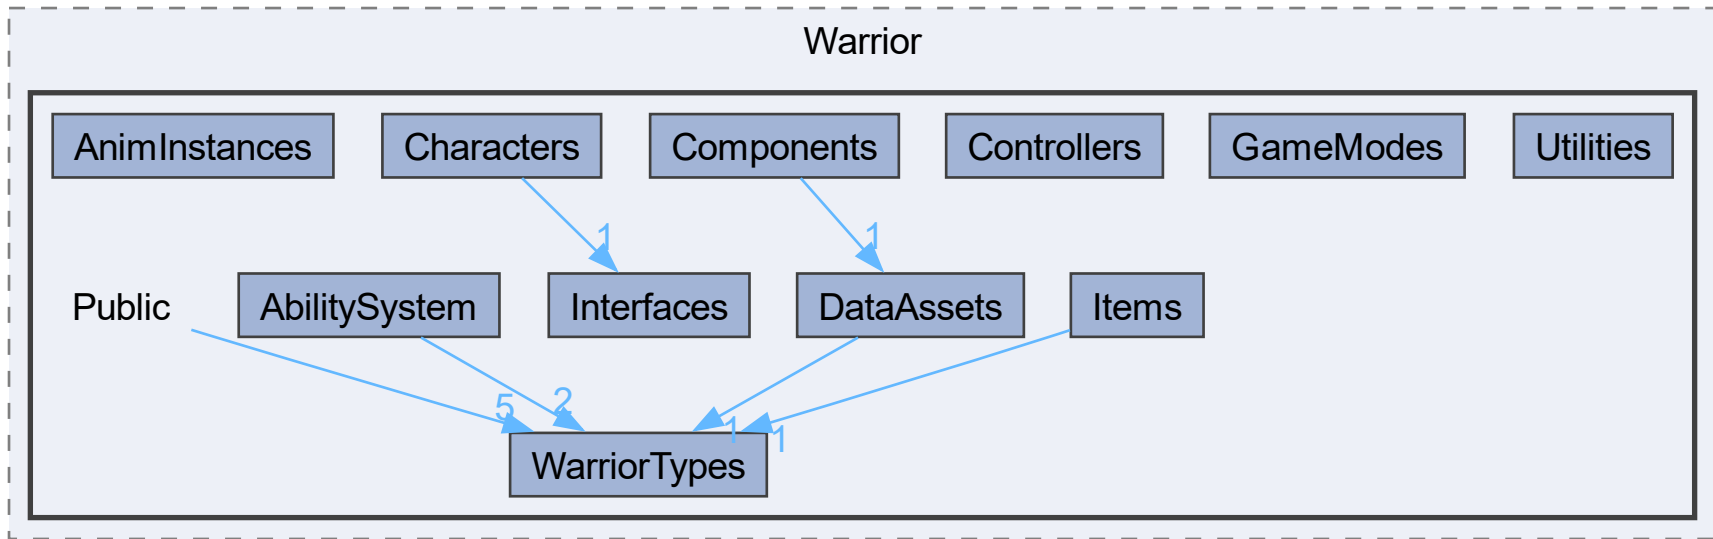 Warrior
AnimInstances
Characters
Components
Controllers
GameModes
Utilities
1
1
Public
AbilitySystem
Interfaces
DataAssets
Items
5
2
1
1
WarriorTypes